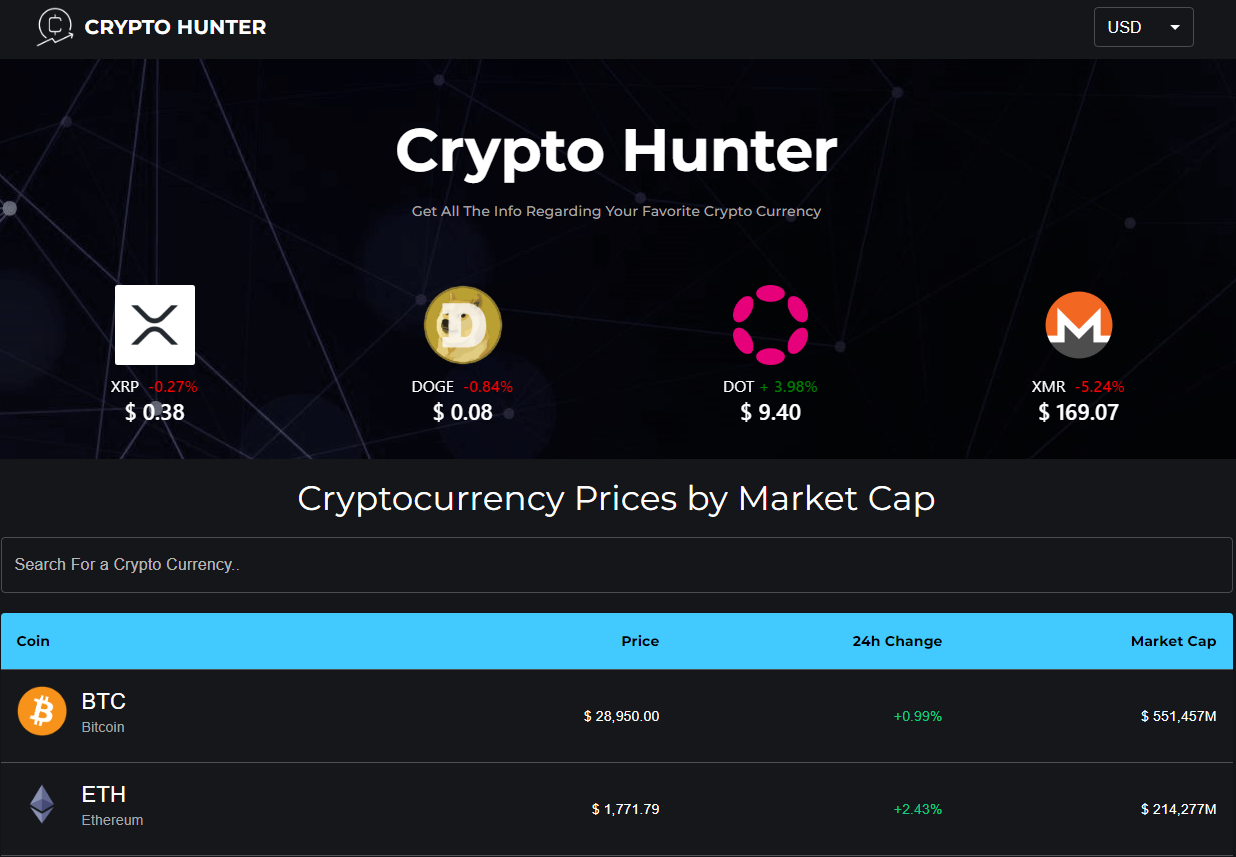 CRYPTO HUNTER
USD
Crypto Hunter
Get All The Info Regarding Your Favorite Crypto Currency
XRP -0.27%
$ 0.38
DOGE -0.84%
$ 0.08
DOT + 3.98%
$ 9.40
XMR -5.24%
$ 169.07
Cryptocurrency Prices by Market Cap
Search For a Crypto Currency..
Coin Price 24h Change Market Cap
BTC
Bitcoin
$ 28,950.00 +0.99% $ 551,457M
ETH
Ethereum
$ 1,771.79 +2.43% $ 214,277M